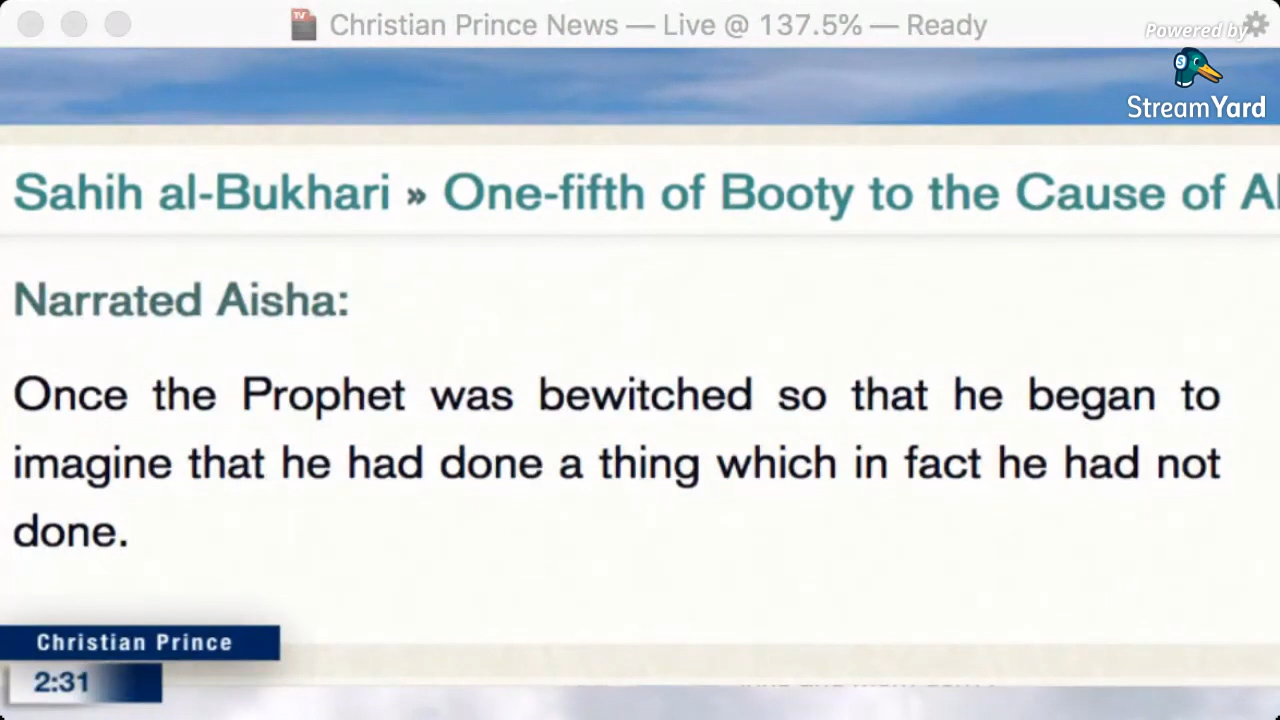 Christian Prince News — Live @ 137.5% — Ready
Powered by
StreamYard
Sahih al-Bukhari » One-fifth of Booty to the Cause of
Narrated Aisha:
Once the Prophet was bewitched so that he began to
imagine that he had done a thing which in fact he had not
done.
Christian Prince
2:31